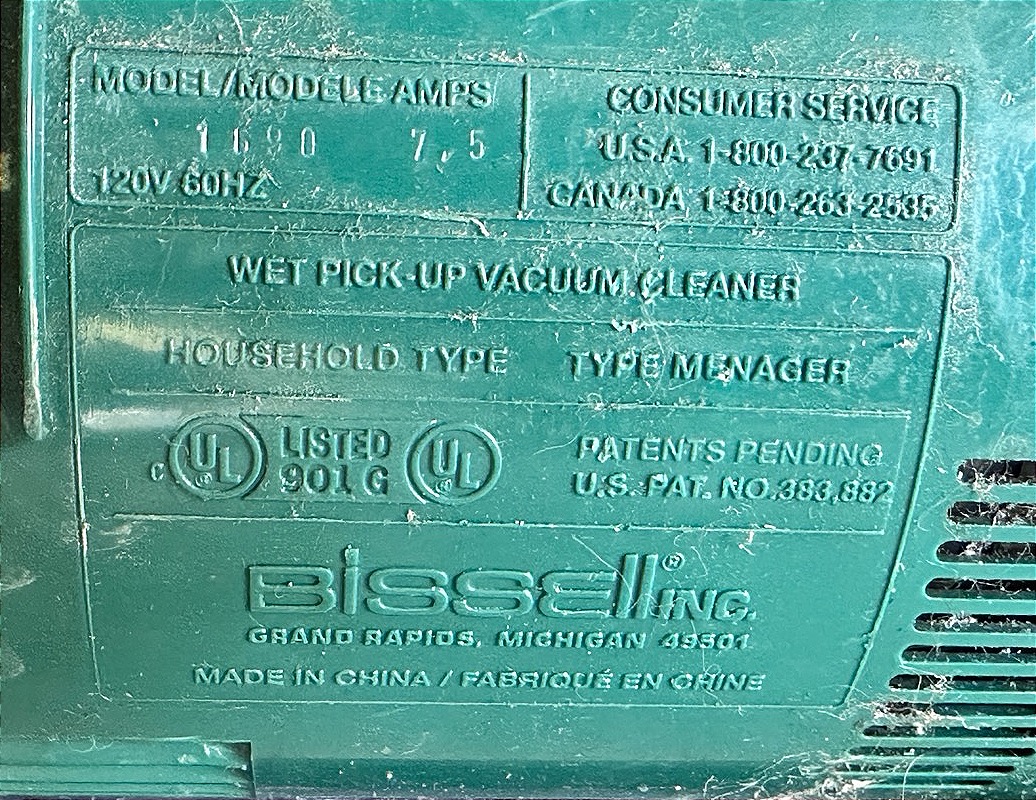 MODEL/MODELE AMPS
1690 7.5
120V 60HZ
CONSUMER SERVICE
U.S.A. 1-800-237-7691
CANADA 1-800-263-2535
WET PICK-UP VACUUM CLEANER
HOUSEHOLD TYPE TYPE MENAGER
c UL LISTED 901 G UL
PATENTS PENDING
U.S. PAT. NO.383,882
BISSELL® INC.
GRAND RAPIDS, MICHIGAN 49501
MADE IN CHINA / FABRIQUÉ EN CHINE